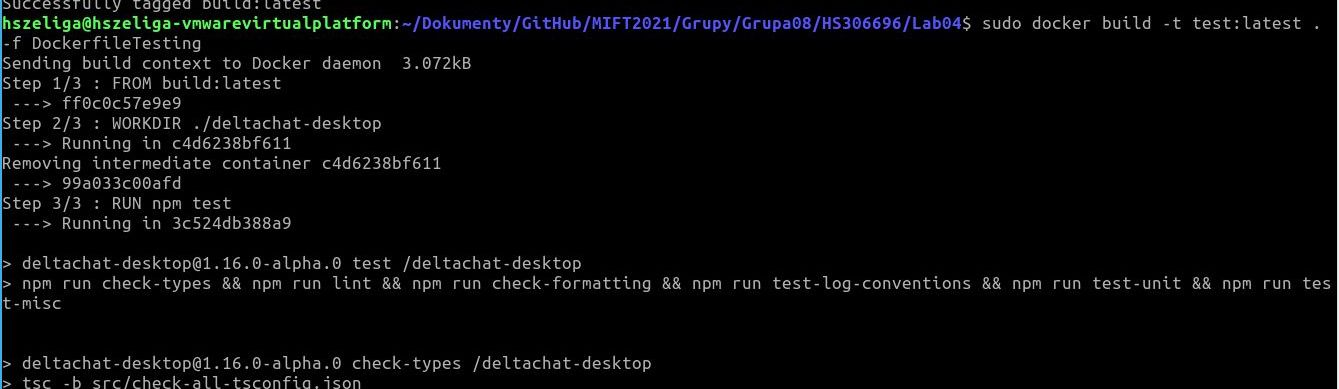 Successfully tagged build:latest
hszeliga@hszeliga-vmwarevirtualplatform:~/Dokumenty/GitHub/MIFT2021/Grupy/Grupa08/HS306696/Lab04$ sudo docker build -t test:latest .
-f DockerfileTesting
Sending build context to Docker daemon  3.072kB
Step 1/3 : FROM build:latest
 ---> ff0c0c57e9e9
Step 2/3 : WORKDIR ./deltachat-desktop
 ---> Running in c4d6238bf611
Removing intermediate container c4d6238bf611
 ---> 99a033c00afd
Step 3/3 : RUN npm test
 ---> Running in 3c524db388a9
> deltachat-desktop@1.16.0-alpha.0 test /deltachat-desktop
> npm run check-types && npm run lint && npm run check-formatting && npm run test-log-conventions && npm run test-unit && npm run tes
t-misc
> deltachat-desktop@1.16.0-alpha.0 check-types /deltachat-desktop
> tsc -b src/check-all-tsconfig.json